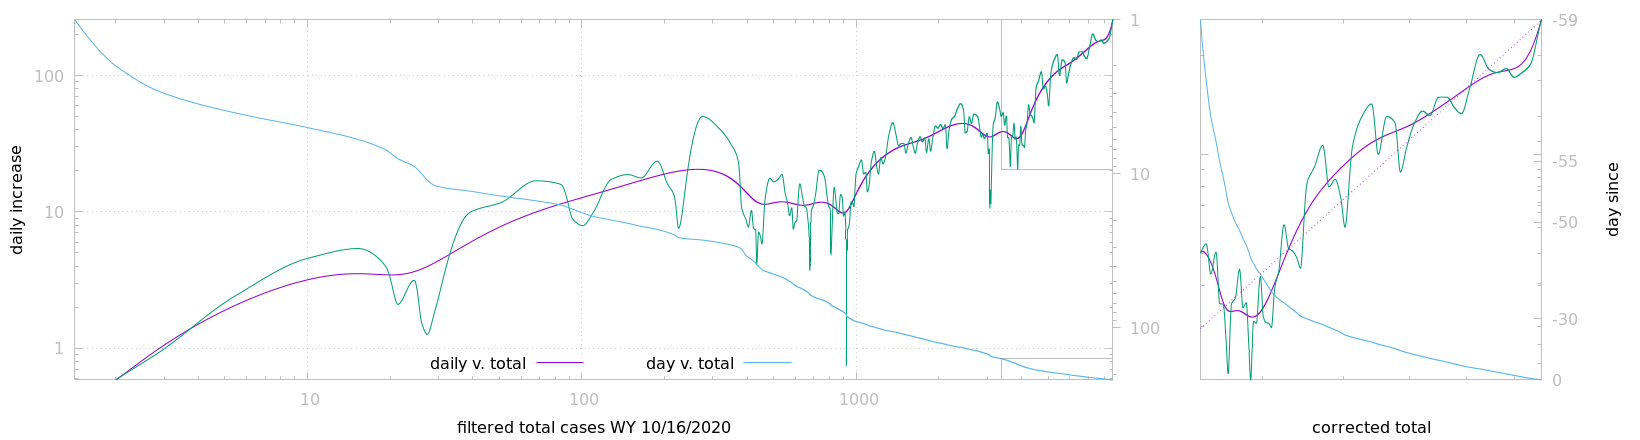 1
-59
100
10
-55
daily increase
day since
10
-50
100
-30
1
daily v. total
day v. total
0
10
100
1000
filtered total cases WY 10/16/2020
corrected total